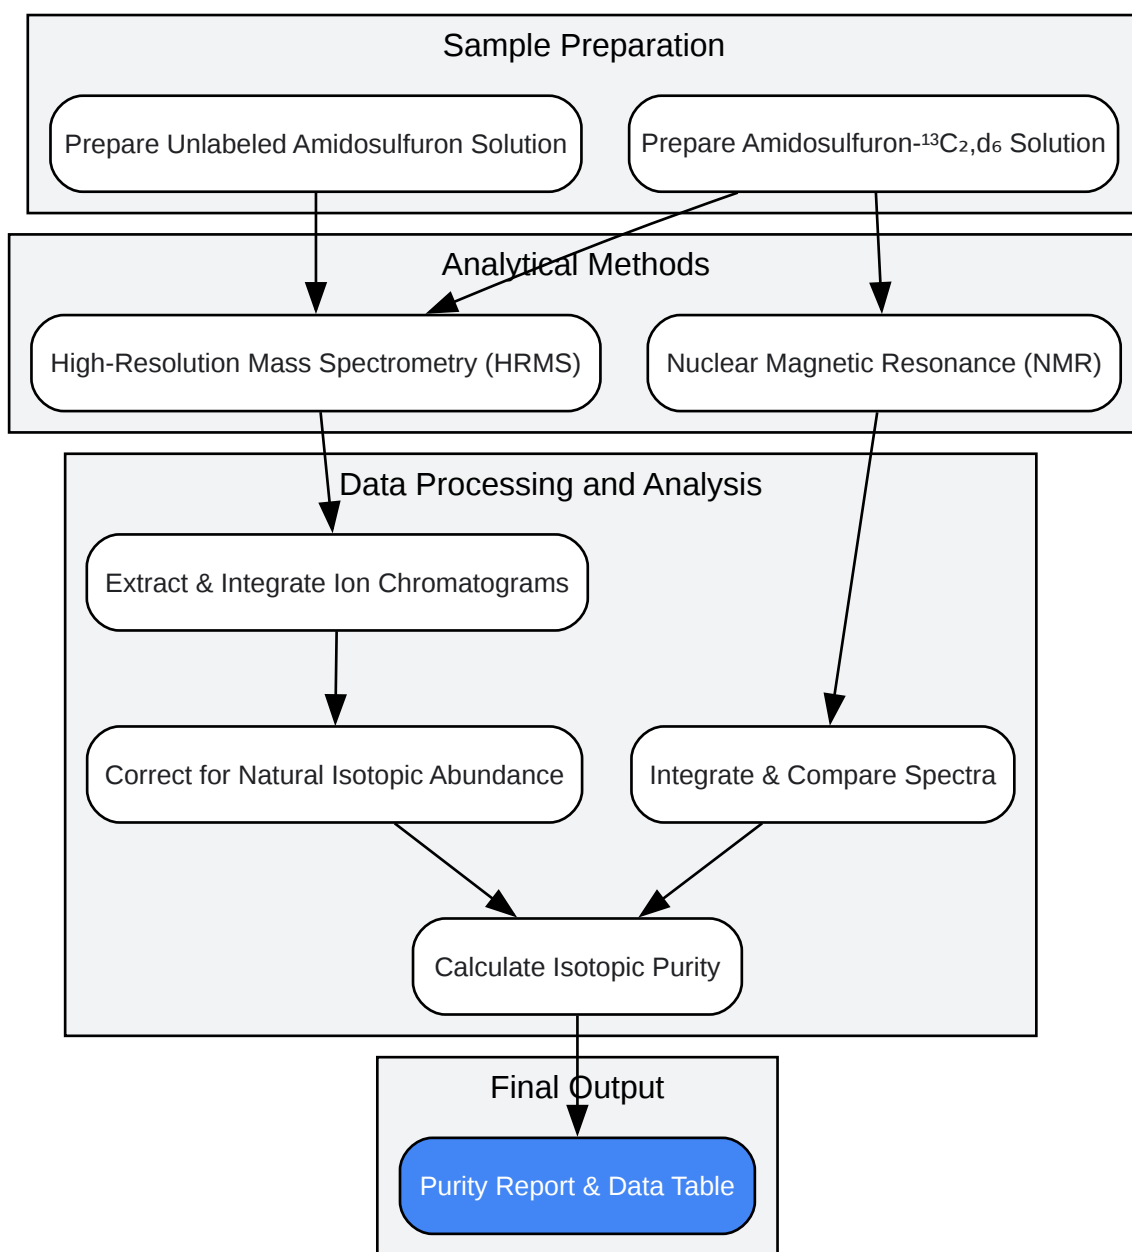 Sample Preparation
Prepare Unlabeled Amidosulfuron Solution
Prepare Amidosulfuron-¹³C₂,d₆ Solution
Analytical Methods
High-Resolution Mass Spectrometry (HRMS)
Nuclear Magnetic Resonance (NMR)
Data Processing and Analysis
Extract & Integrate Ion Chromatograms
Correct for Natural Isotopic Abundance
Integrate & Compare Spectra
Calculate Isotopic Purity
Final Output
Purity Report & Data Table